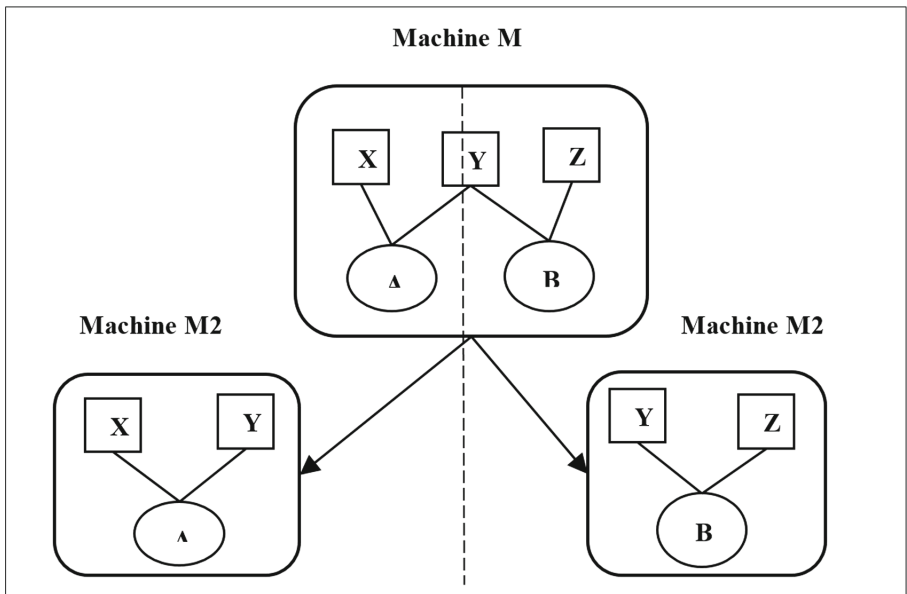 Machine M
X Y Z
A B
Machine M2 Machine M2
X Y Y Z
A B